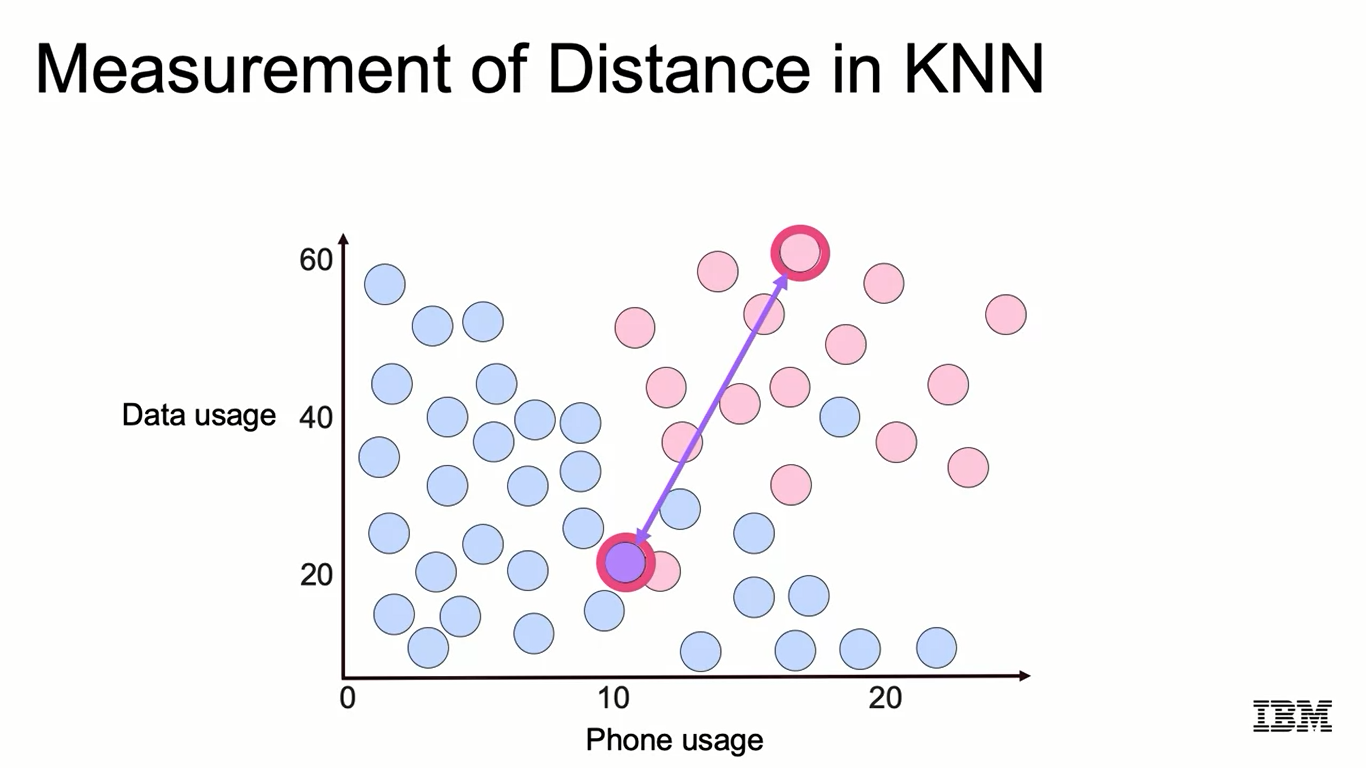 Measurement of Distance in KNN
60
Data usage 40
20
0 10 20
Phone usage
IBM